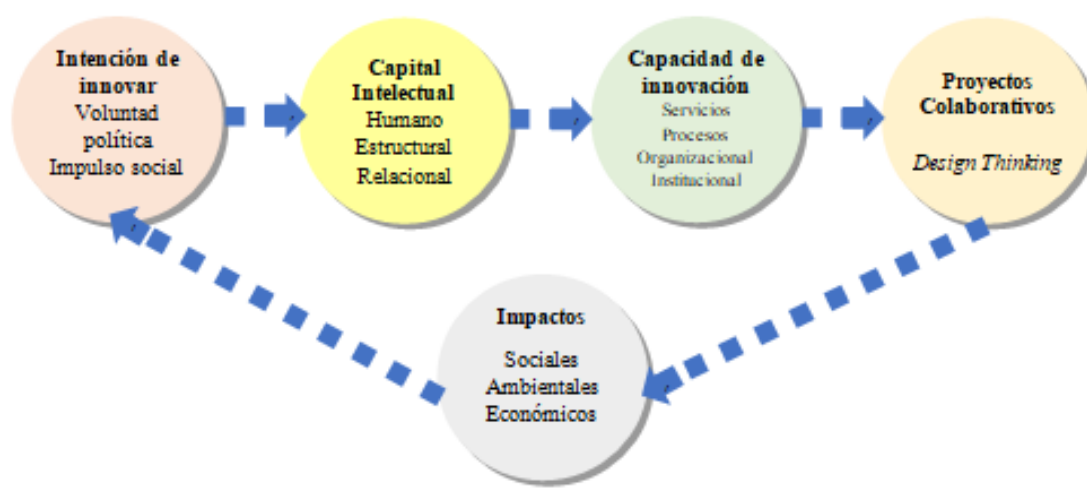 Intención de
innovar
Voluntad
política
Impulso social
Capital
Intelectual
Humano
Estructural
Relacional
Capacidad de
innovación
Servicios
Procesos
Organizacional
Institucional
Proyectos
Colaborativos
Design Thinking
Impactos
Sociales
Ambientales
Económicos